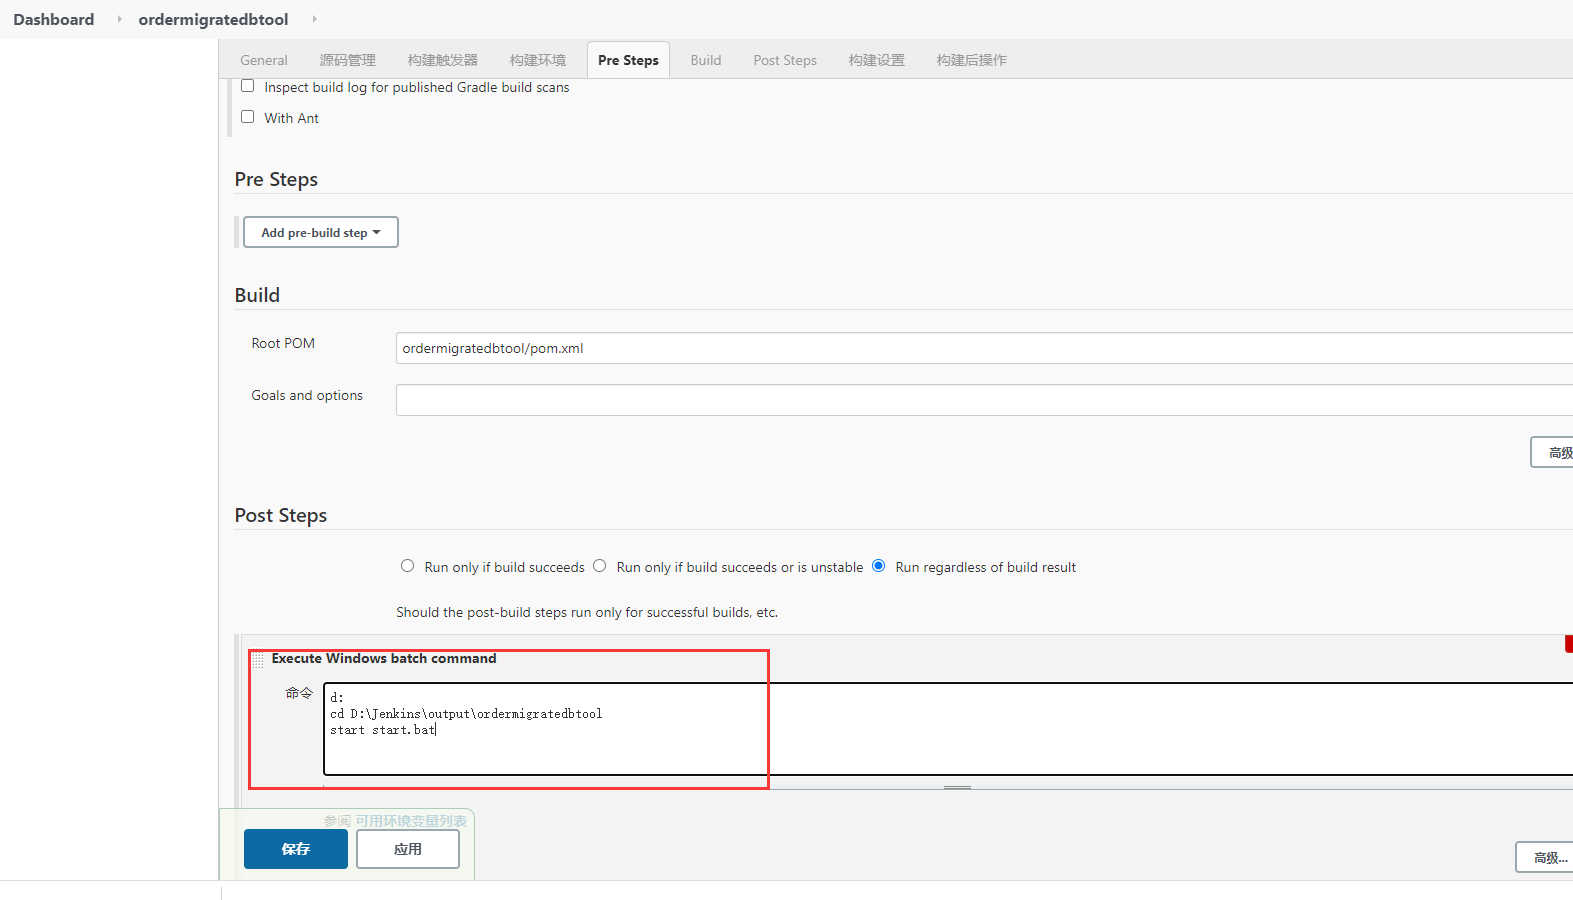 Dashboard ordermigratedbtool
General 源码管理 构建触发器 构建环境 Pre Steps Build Post Steps 构建设置 构建后操作
Inspect build log for published Gradle build scans
With Ant
Pre Steps
Add pre-build step
Build
Root POM ordermigratedbtool/pom.xml
Goals and options
高级
Post Steps
Run only if build succeeds Run only if build succeeds or is unstable Run regardless of build result
Should the post-build steps run only for successful builds, etc.
Execute Windows batch command
命令 d:
cd D:\Jenkins\output\ordermigratedbtool
start start.bat
参阅 可用环境变量列表
保存 应用
高级...